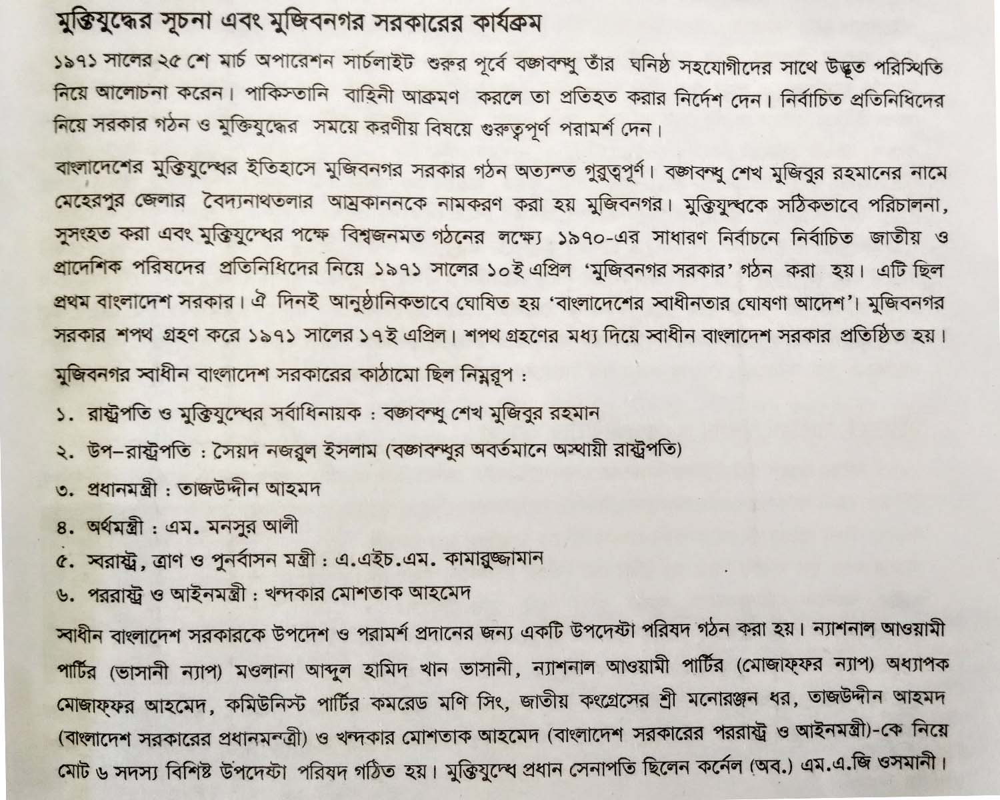 মুক্তিযুদ্ধের সূচনা এবং মুজিবনগর সরকারের কার্যক্রম
১৯৭১ সালের ২৫ শে মার্চ অপারেশন সার্চলাইট শুরুর পূর্বে বঙ্গবন্ধু তাঁর ঘনিষ্ঠ সহযোগীদের সাথে উদ্ভূত পরিস্থিতি
নিয়ে আলোচনা করেন। পাকিস্তানি বাহিনী আক্রমণ করলে তা প্রতিহত করার নির্দেশ দেন। নির্বাচিত প্রতিনিধিদের
নিয়ে সরকার গঠন ও মুক্তিযুদ্ধের সময়ে করণীয় বিষয়ে গুরুত্বপূর্ণ পরামর্শ দেন।
বাংলাদেশের মুক্তিযুদ্ধের ইতিহাসে মুজিবনগর সরকার গঠন অত্যন্ত গুরুত্বপূর্ণ। বঙ্গবন্ধু শেখ মুজিবুর রহমানের নামে
মেহেরপুর জেলার বৈদ্যনাথতলার আম্রকাননকে নামকরণ করা হয় মুজিবনগর। মুক্তিযুদ্ধকে সঠিকভাবে পরিচালনা,
সুসংহত করা এবং মুক্তিযুদ্ধের পক্ষে বিশ্বজনমত গঠনের লক্ষ্যে ১৯৭০-এর সাধারণ নির্বাচনে নির্বাচিত জাতীয় ও
প্রাদেশিক পরিষদের প্রতিনিধিদের নিয়ে ১৯৭১ সালের ১০ই এপ্রিল ‘মুজিবনগর সরকার’ গঠন করা হয়। এটি ছিল
প্রথম বাংলাদেশ সরকার। ঐ দিনই আনুষ্ঠানিকভাবে ঘোষিত হয় ‘বাংলাদেশের স্বাধীনতার ঘোষণা আদেশ’। মুজিবনগর
সরকার শপথ গ্রহণ করে ১৯৭১ সালের ১৭ই এপ্রিল। শপথ গ্রহণের মধ্য দিয়ে স্বাধীন বাংলাদেশ সরকার প্রতিষ্ঠিত হয়।
মুজিবনগর স্বাধীন বাংলাদেশ সরকারের কাঠামো ছিল নিম্নরূপ :
১. রাষ্ট্রপতি ও মুক্তিযুদ্ধের সর্বাধিনায়ক : বঙ্গবন্ধু শেখ মুজিবুর রহমান
২. উপ-রাষ্ট্রপতি : সৈয়দ নজরুল ইসলাম (বঙ্গবন্ধুর অবর্তমানে অস্থায়ী রাষ্ট্রপতি)
৩. প্রধানমন্ত্রী : তাজউদ্দীন আহমদ
৪. অর্থমন্ত্রী : এম. মনসুর আলী
৫. স্বরাষ্ট্র, ত্রাণ ও পুনর্বাসন মন্ত্রী : এ.এইচ.এম. কামারুজ্জামান
৬. পররাষ্ট্র ও আইনমন্ত্রী : খন্দকার মোশতাক আহমেদ
স্বাধীন বাংলাদেশ সরকারকে উপদেশ ও পরামর্শ প্রদানের জন্য একটি উপদেষ্টা পরিষদ গঠন করা হয়। ন্যাশনাল আওয়ামী
পার্টির (ভাসানী ন্যাপ) মওলানা আব্দুল হামিদ খান ভাসানী, ন্যাশনাল আওয়ামী পার্টির (মোজাফ্‌ফর ন্যাপ) অধ্যাপক
মোজাফ্‌ফর আহমেদ, কমিউনিস্ট পার্টির কমরেড মণি সিং, জাতীয় কংগ্রেসের শ্রী মনোরঞ্জন ধর, তাজউদ্দীন আহমদ
(বাংলাদেশ সরকারের প্রধানমন্ত্রী) ও খন্দকার মোশতাক আহমেদ (বাংলাদেশ সরকারের পররাষ্ট্র ও আইনমন্ত্রী)-কে নিয়ে
মোট ৬ সদস্য বিশিষ্ট উপদেষ্টা পরিষদ গঠিত হয়। মুক্তিযুদ্ধে প্রধান সেনাপতি ছিলেন কর্নেল (অব.) এম.এ.জি ওসমানী।